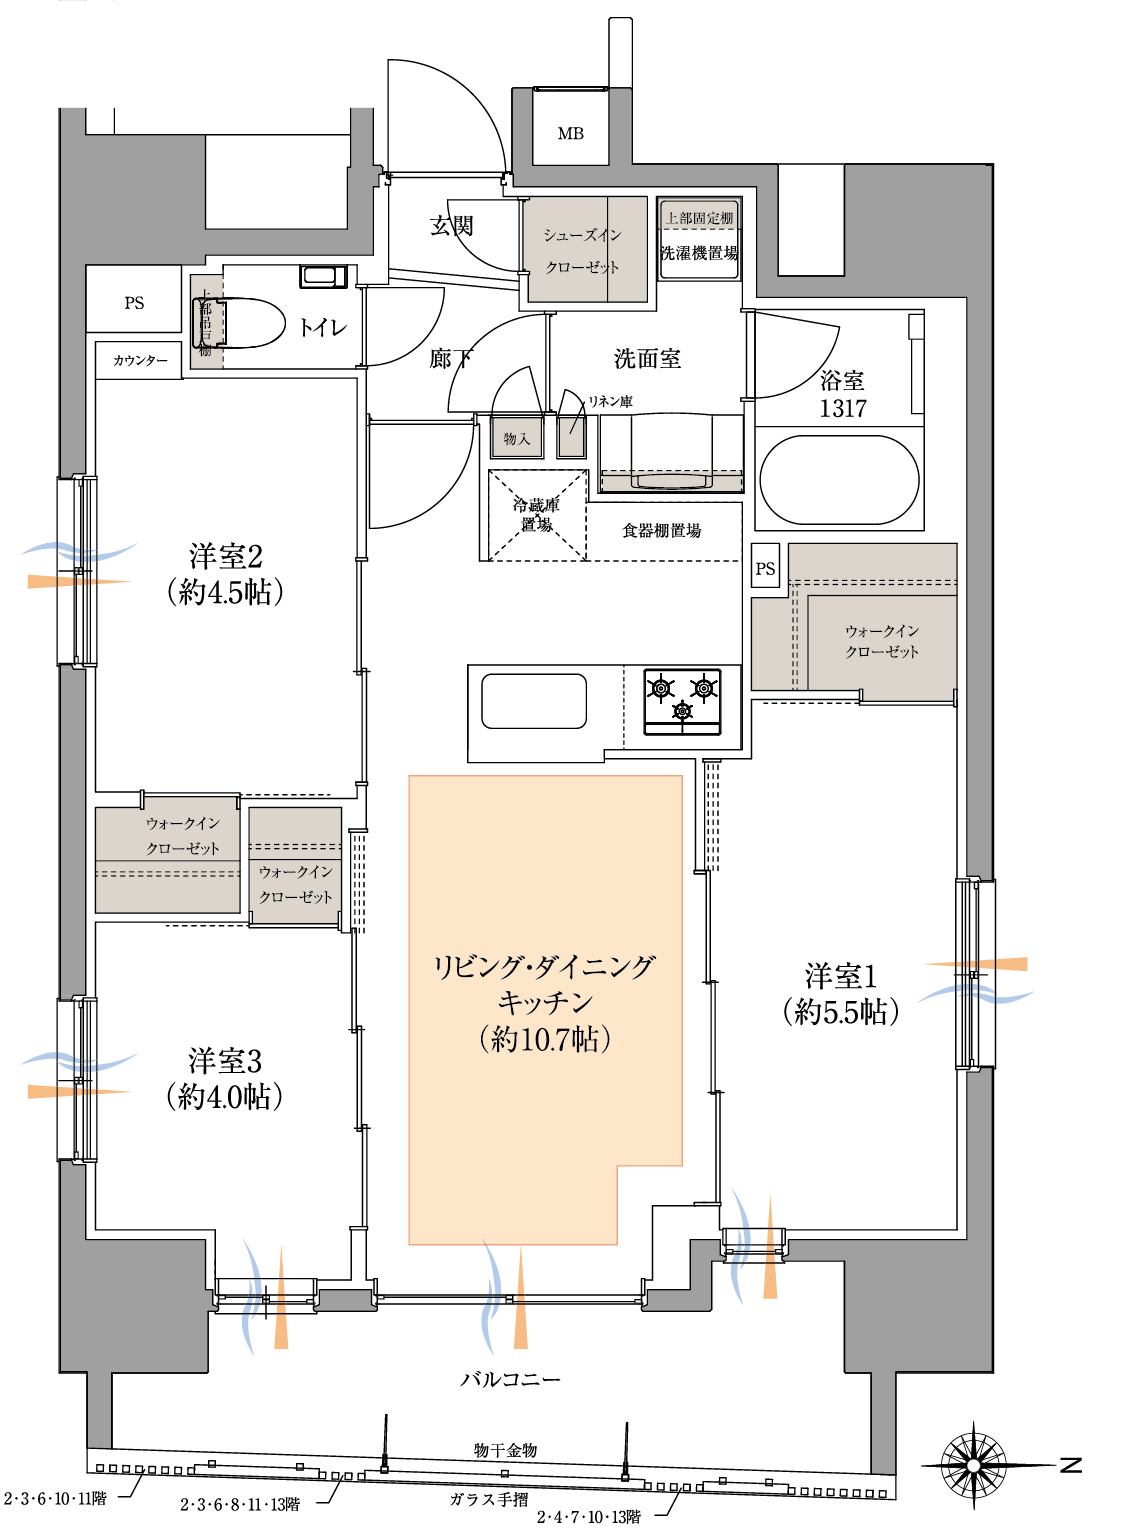 MB
玄関
シューズイン
クローゼット
上部固定棚
洗濯機置場
PS
上部吊戸棚
トイレ
カウンター
廊下
洗面室
浴室
1317
リネン庫
物入
冷蔵庫
置場
食器棚置場
洋室2
(約4.5帖)
PS
ウォークイン
クローゼット
ウォークイン
クローゼット
ウォークイン
クローゼット
リビング・ダイニング
キッチン
(約10.7帖)
洋室1
(約5.5帖)
洋室3
(約4.0帖)
バルコニー
物干金物
ガラス手摺
2・3・6・10・11階
2・3・6・8・11・13階
2・4・7・10・13階
N